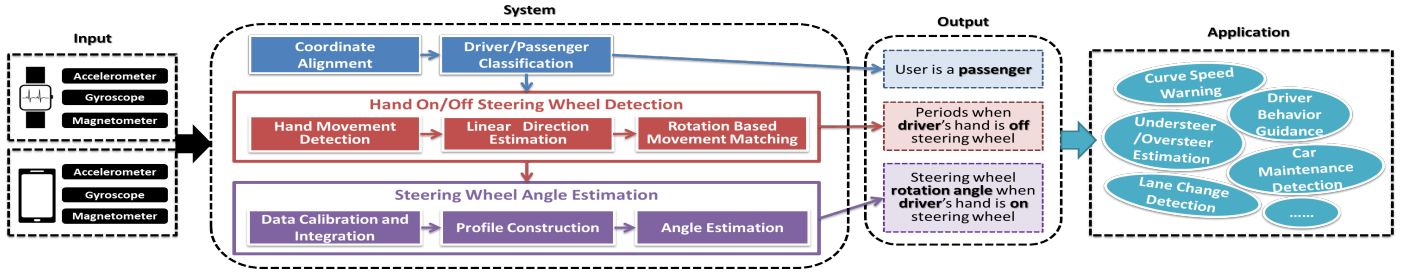 Input
Accelerometer
Gyroscope
Magnetometer
Accelerometer
Gyroscope
Magnetometer
System
Coordinate
Alignment
Driver/Passenger
Classification
Hand On/Off Steering Wheel Detection
Hand Movement
Detection
Linear Direction
Estimation
Rotation Based
Movement Matching
Steering Wheel Angle Estimation
Data Calibration and
Integration
Profile Construction
Angle Estimation
Output
User is a passenger
Periods when
driver's hand is off
steering wheel
Steering wheel
rotation angle when
driver's hand is on
steering wheel
Application
Curve Speed
Warning
Driver
Behavior
Guidance
Understeer
/Oversteer
Estimation
Car
Maintenance
Detection
Lane Change
Detection
......